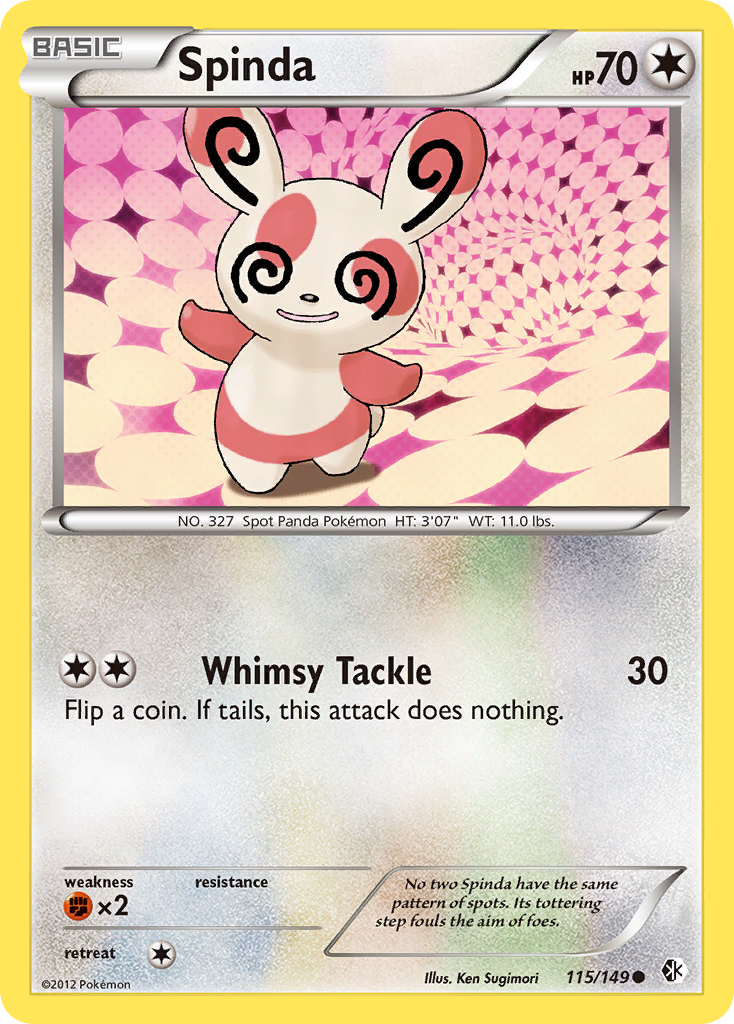 BASIC
Spinda
HP70
NO. 327 Spot Panda Pokémon HT: 3'07" WT: 11.0 lbs.
Whimsy Tackle 30
Flip a coin. If tails, this attack does nothing.
weakness resistance
×2
No two Spinda have the same
pattern of spots. Its tottering
step fouls the aim of foes.
retreat
©2012 Pokémon
Illus. Ken Sugimori 115/149